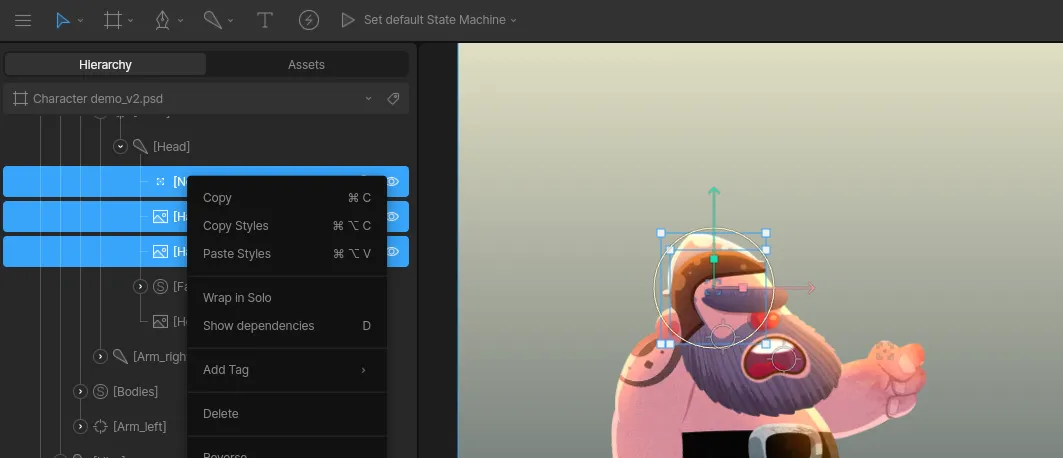 Set default State Machine
Hierarchy
Assets
Character demo_v2.psd
[Head]
Copy ⌘ C
Copy Styles ⌘ ⌥ C
Paste Styles ⌘ ⌥ V
Wrap in Solo
Show dependencies D
[Arm_righ
Add Tag
[Bodies]
Delete
[Arm_left]
Reverse